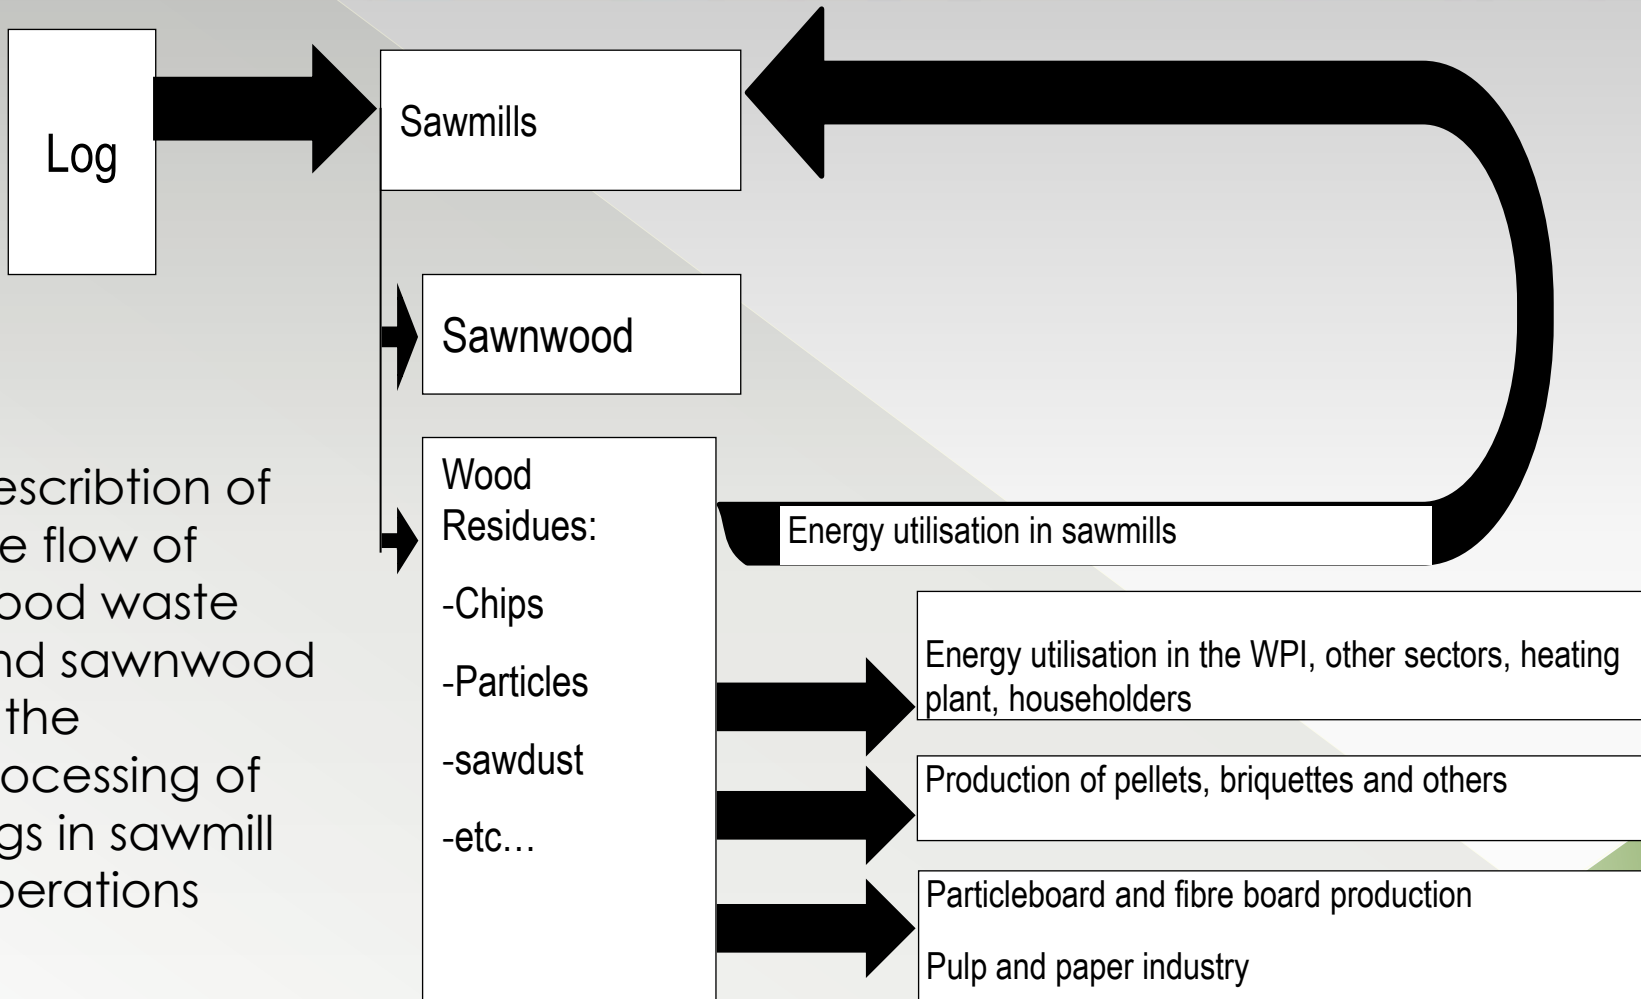 Log
Sawmills
Sawnwood
escribtion of
e flow of
ood waste
nd sawnwood
the
ocessing of
gs in sawmill
perations
Wood
Residues:
-Chips
-Particles
-sawdust
-etc...
Energy utilisation in sawmills
Energy utilisation in the WPI, other sectors, heating
plant, householders
Production of pellets, briquettes and others
Particleboard and fibre board production
Pulp and paper industry